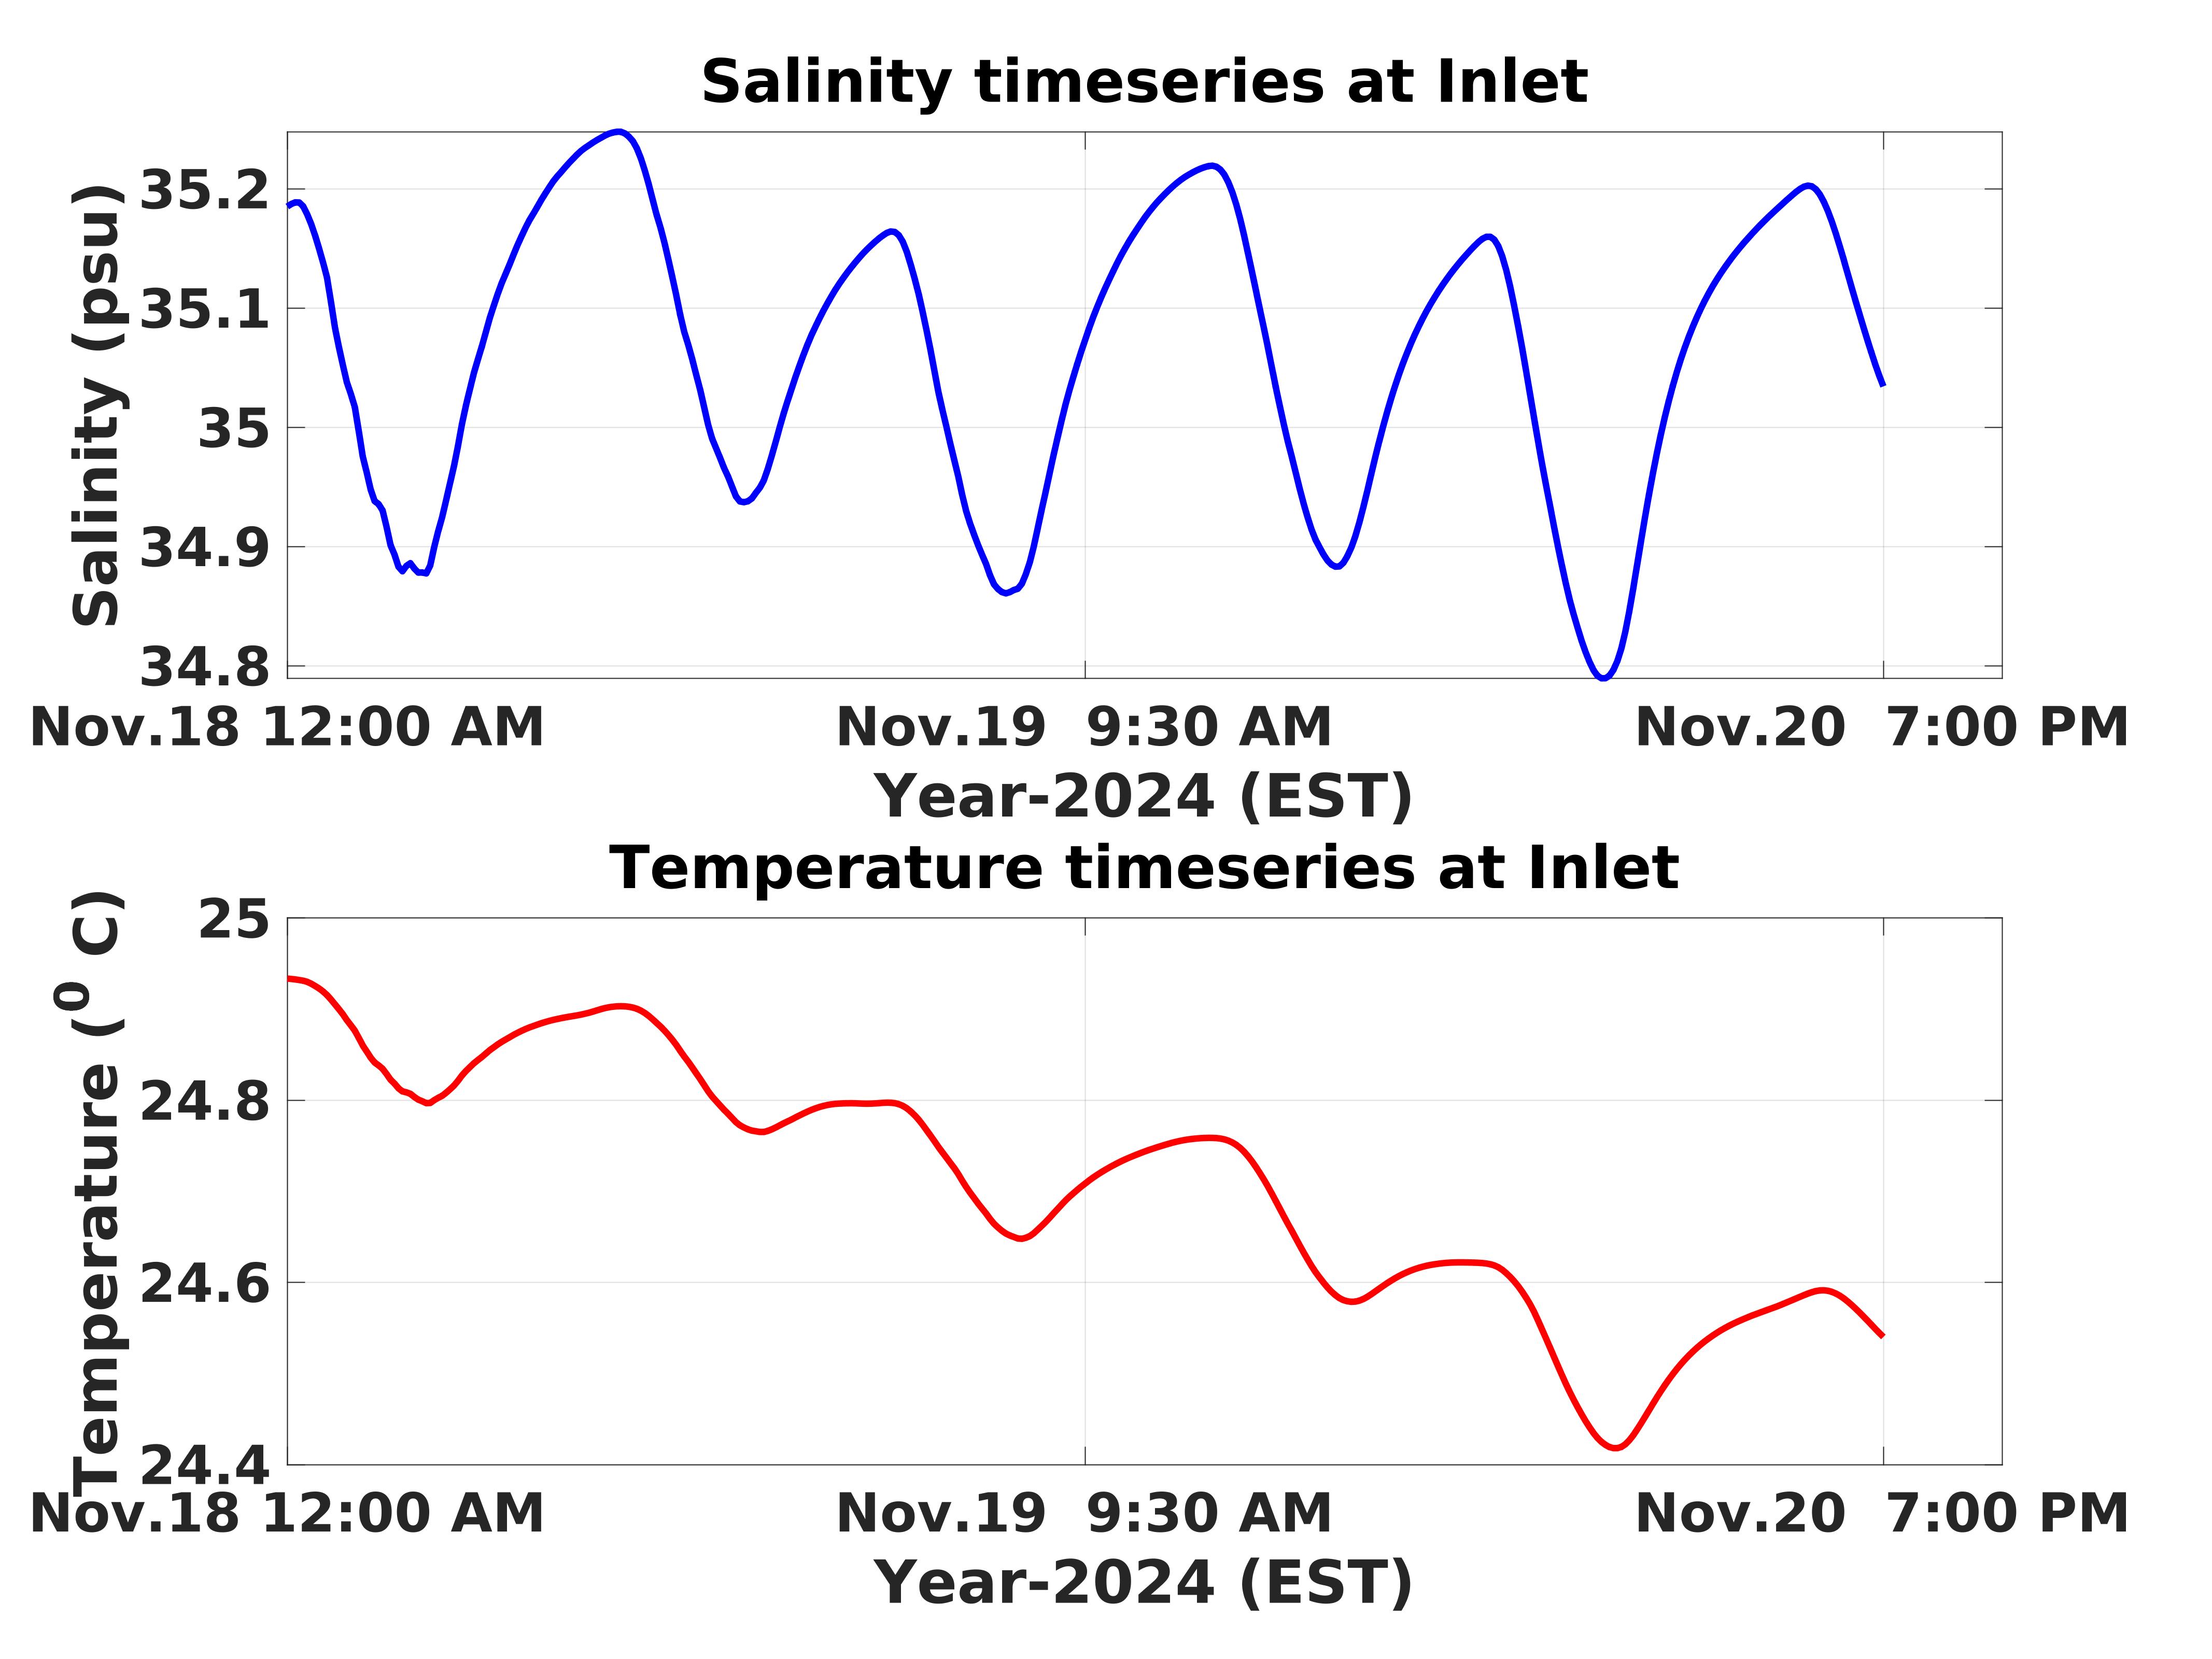 Salinity timeseries at Inlet
Salinity (psu)
35.2
35.1
35
34.9
34.8
Nov.18 12:00 AM Nov.19 9:30 AM Nov.20 7:00 PM
Year-2024 (EST)
Temperature timeseries at Inlet
Temperature (⁰ C)
25
24.8
24.6
24.4
Nov.18 12:00 AM Nov.19 9:30 AM Nov.20 7:00 PM
Year-2024 (EST)